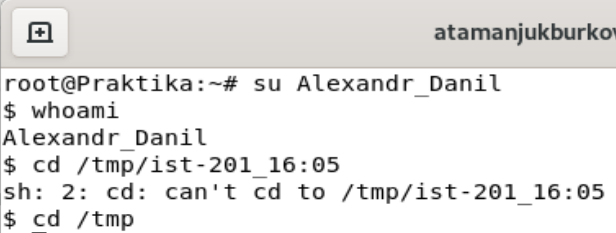 atamanjukburkov
root@Praktika:~# su Alexandr_Danil
$ whoami
Alexandr_Danil
$ cd /tmp/ist-201_16:05
sh: 2: cd: can't cd to /tmp/ist-201_16:05
$ cd /tmp